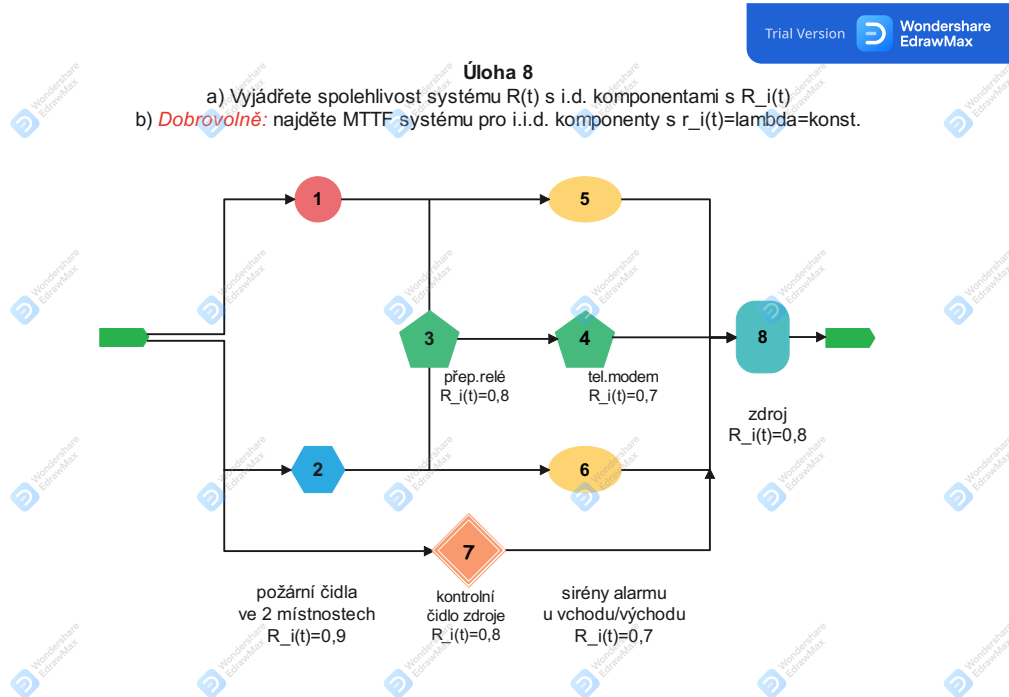 Trial Version
Wondershare
EdrawMax
Úloha 8
a) Vyjádřete spolehlivost systému R(t) s i.d. komponentami s R_i(t)
b) Dobrovolně: najděte MTTF systému pro i.i.d. komponenty s r_i(t)=lambda=konst.
1
5
3
4
8
přep.relé
R_i(t)=0,8
tel.modem
R_i(t)=0,7
zdroj
R_i(t)=0,8
2
6
7
požární čidla
ve 2 místnostech
R_i(t)=0,9
kontrolní
čidlo zdroje
R_i(t)=0,8
sirény alarmu
u vchodu/východu
R_i(t)=0,7